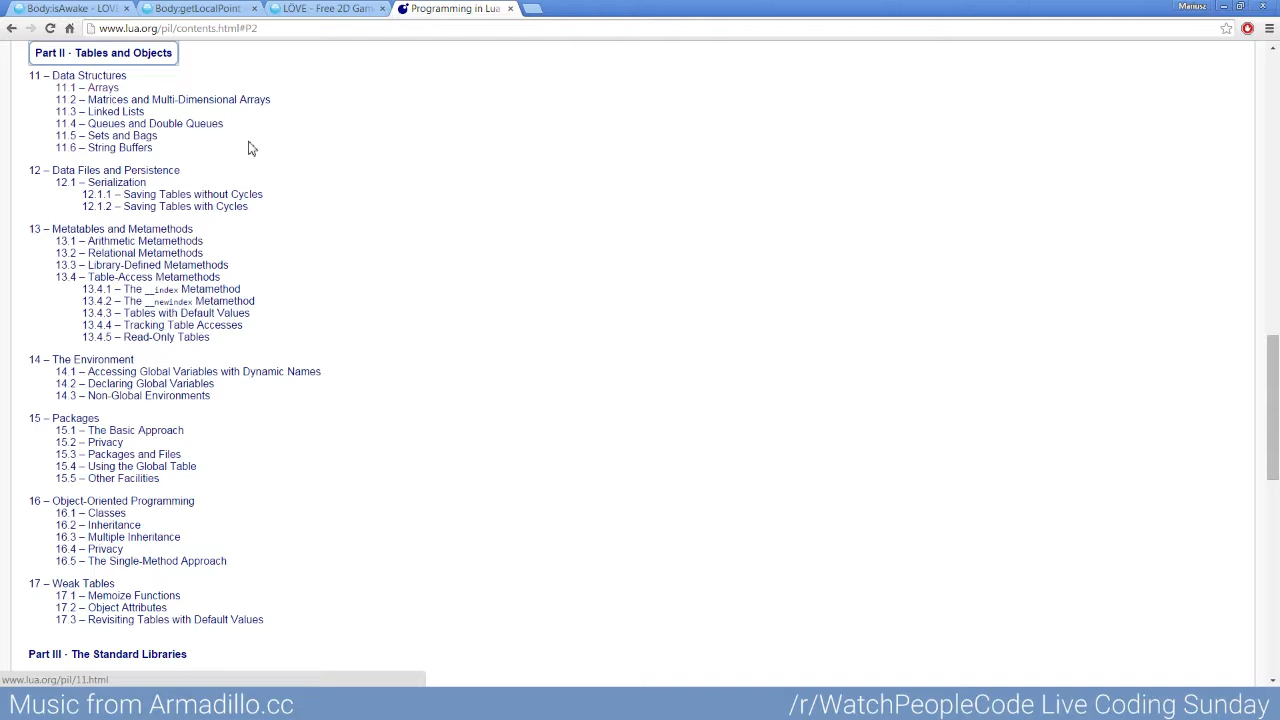 Body:isAwake - LÖVE
Body:getLocalPoint
LÖVE - Free 2D Gam
Programming in Lua
Manusz
www.lua.org/pil/contents.html#P2
Part II · Tables and Objects
11 – Data Structures
11.1 – Arrays
11.2 – Matrices and Multi-Dimensional Arrays
11.3 – Linked Lists
11.4 – Queues and Double Queues
11.5 – Sets and Bags
11.6 – String Buffers
12 – Data Files and Persistence
12.1 – Serialization
12.1.1 – Saving Tables without Cycles
12.1.2 – Saving Tables with Cycles
13 – Metatables and Metamethods
13.1 – Arithmetic Metamethods
13.2 – Relational Metamethods
13.3 – Library-Defined Metamethods
13.4 – Table-Access Metamethods
13.4.1 – The __index Metamethod
13.4.2 – The __newindex Metamethod
13.4.3 – Tables with Default Values
13.4.4 – Tracking Table Accesses
13.4.5 – Read-Only Tables
14 – The Environment
14.1 – Accessing Global Variables with Dynamic Names
14.2 – Declaring Global Variables
14.3 – Non-Global Environments
15 – Packages
15.1 – The Basic Approach
15.2 – Privacy
15.3 – Packages and Files
15.4 – Using the Global Table
15.5 – Other Facilities
16 – Object-Oriented Programming
16.1 – Classes
16.2 – Inheritance
16.3 – Multiple Inheritance
16.4 – Privacy
16.5 – The Single-Method Approach
17 – Weak Tables
17.1 – Memoize Functions
17.2 – Object Attributes
17.3 – Revisiting Tables with Default Values
Part III · The Standard Libraries
www.lua.org/pil/11.html
Music from Armadillo.cc
/r/WatchPeopleCode Live Coding Sunday